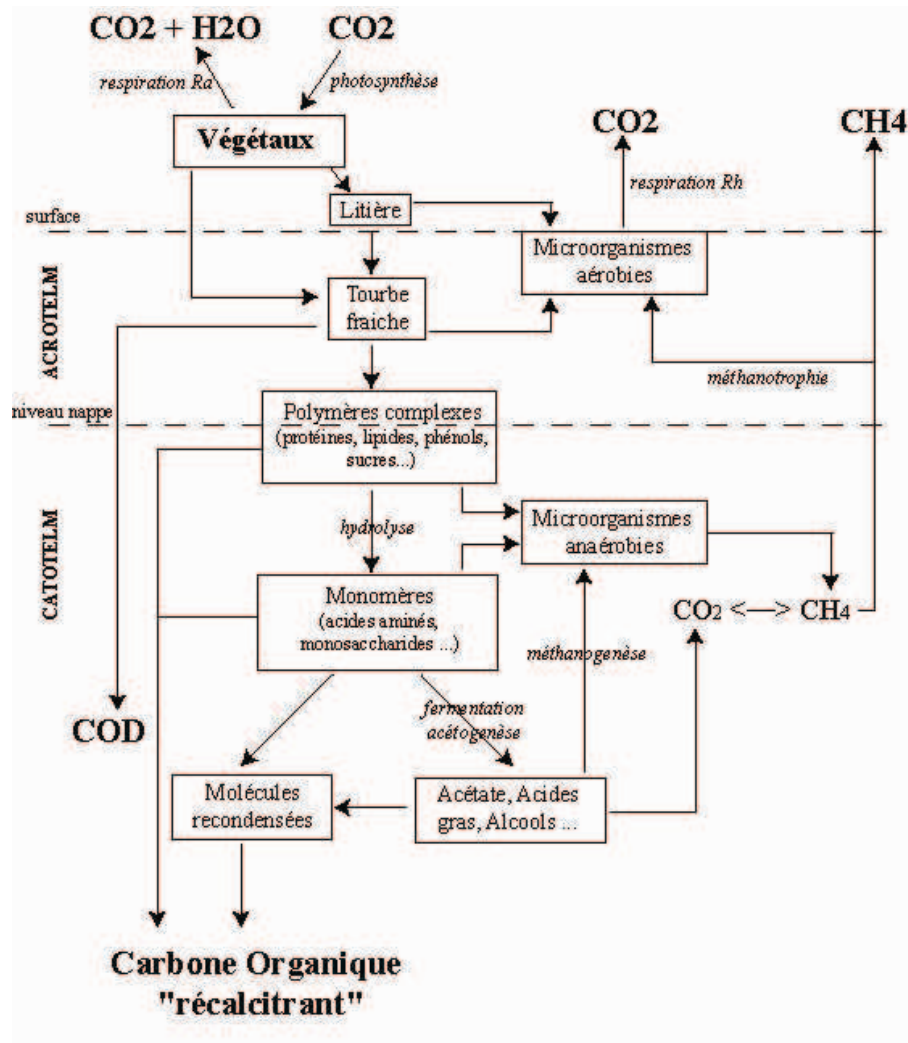 CO2 + H2O
CO2
respiration Ra
photosynthèse
Végétaux
CO2
CH4
respiration Rh
Litière
surface
Microorganismes
aérobies
Tourbe
fraiche
ACROTELM
méthanotrophie
niveau nappe
Polymères complexes
(protéines, lipides, phénols,
sucres...)
hydrolyse
Microorganismes
anaérobies
CATOTELM
Monomères
(acides aminés,
monosaccharides ...)
CO2 <—> CH4
méthanogenèse
fermentation
acétogenèse
COD
Molécules
recondensées
Acétate, Acides
gras, Alcools ...
Carbone Organique
"récalcitrant"